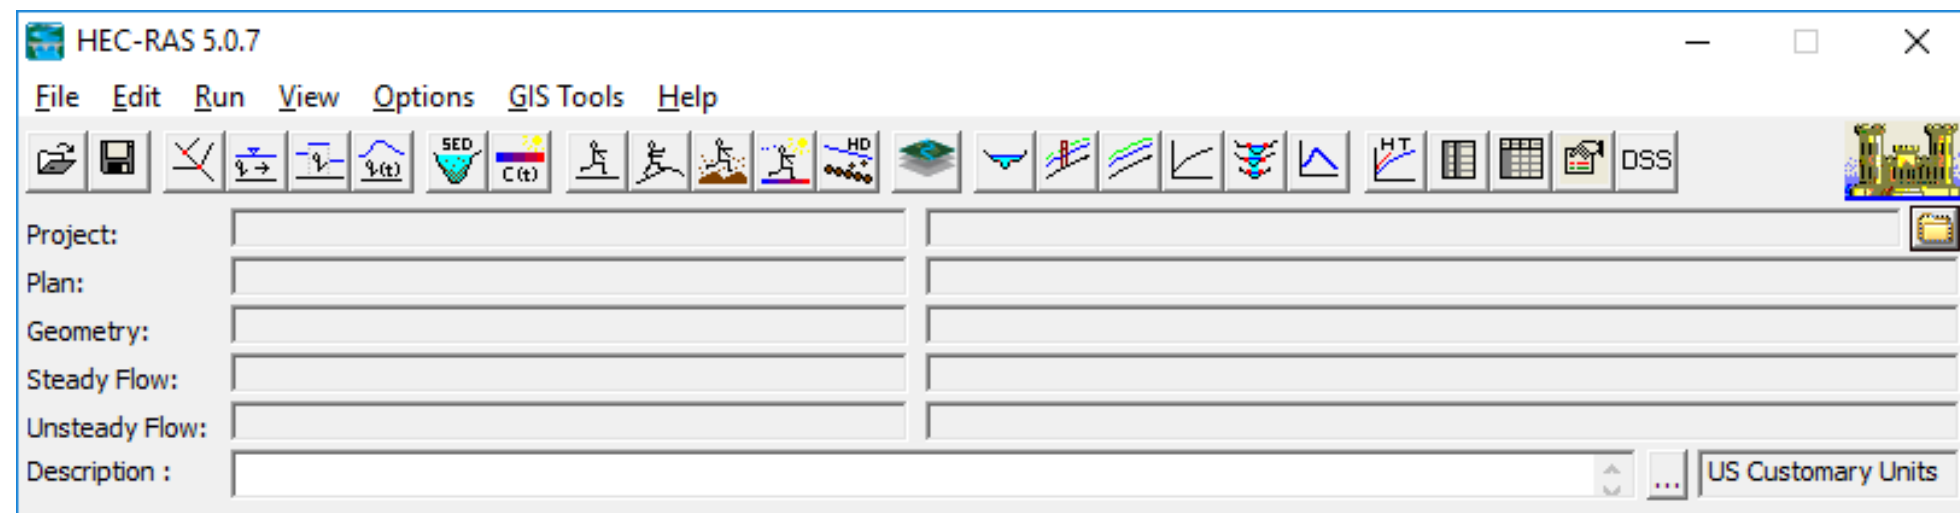 HEC-RAS 5.0.7
File Edit Run View Options GIS Tools Help
SED C(t) HD HT DSS
Project:
Plan:
Geometry:
Steady Flow:
Unsteady Flow:
Description : ... US Customary Units